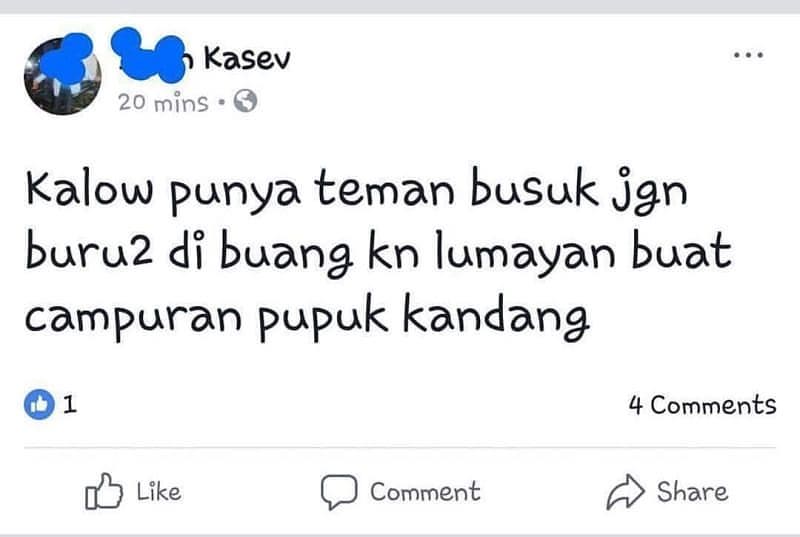 Kasev
20 mins
Kalow punya teman busuk jgn
buru2 di buang kn lumayan buat
campuran pupuk kandang
1
4 Comments
Like
Comment
Share